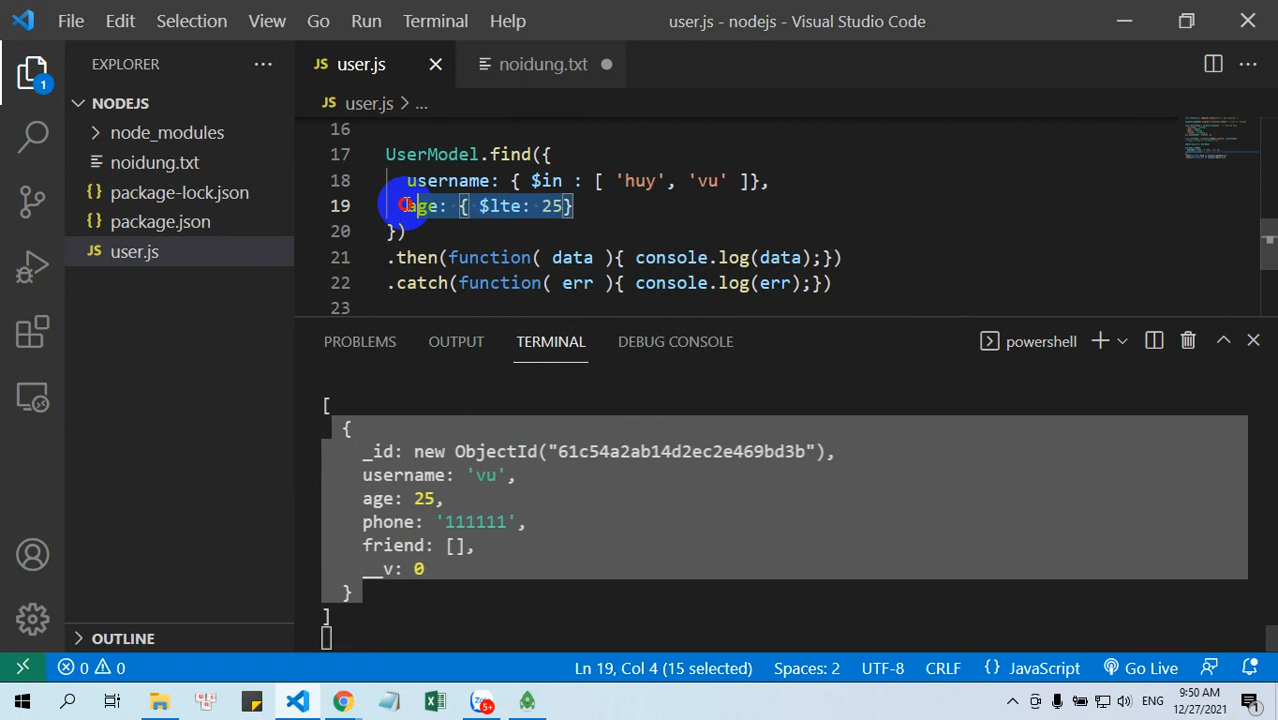 File Edit Selection View Go Run Terminal Help user.js - nodejs - Visual Studio Code
EXPLORER
user.js
noidung.txt
NODEJS
user.js > ...
node_modules
noidung.txt
package-lock.json
package.json
user.js
16
17 UserModel.find({
18 username: { $in : [ 'huy', 'vu' ]},
19 age: { $lte: 25}
20 })
21 .then(function( data ){ console.log(data);})
22 .catch(function( err ){ console.log(err);})
23
PROBLEMS OUTPUT TERMINAL DEBUG CONSOLE powershell
[
{
_id: new ObjectId("61c54a2ab14d2ec2e469bd3b"),
username: 'vu',
age: 25,
phone: '111111',
friend: [],
__v: 0
}
]
1
OUTLINE
0 0 Ln 19, Col 4 (15 selected) Spaces: 2 UTF-8 CRLF {} JavaScript Go Live
5+
ENG
9:50 AM
12/27/2021
1